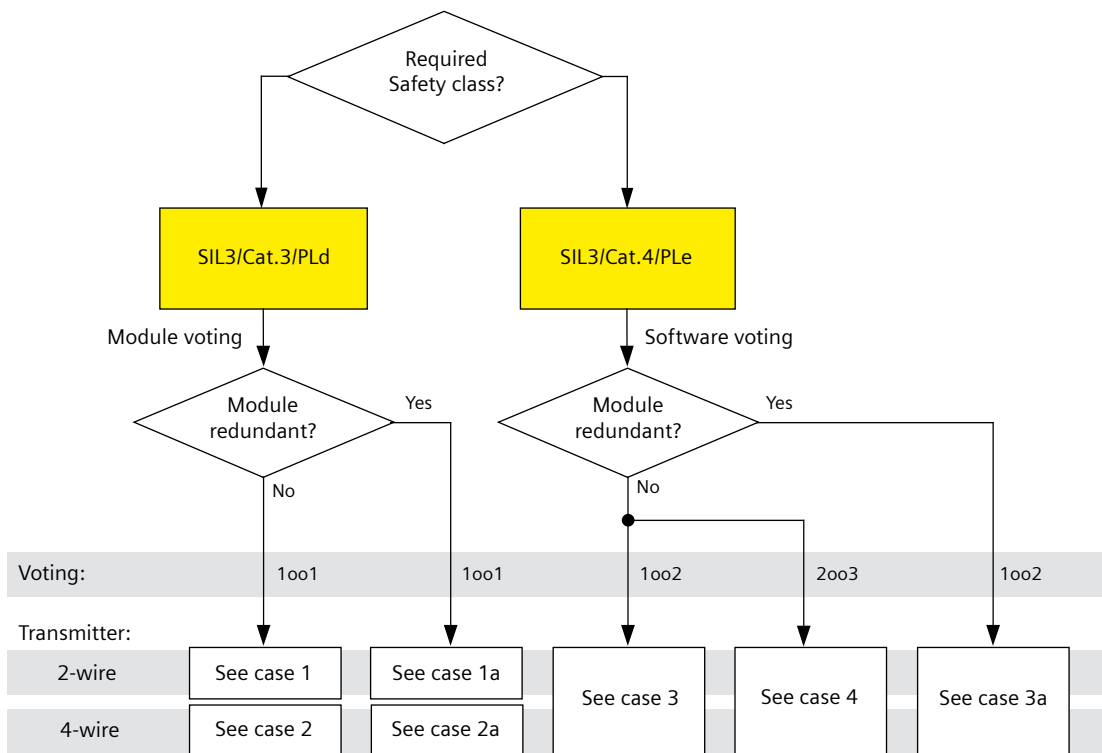 Required
Safety class?
SIL3/Cat.3/PLd
SIL3/Cat.4/PLe
Module voting
Software voting
Module
redundant?
Yes
No
Module
redundant?
Yes
No
Voting:
1oo1
1oo1
1oo2
2oo3
1oo2
Transmitter:
2-wire
See case 1
See case 1a
See case 3
See case 4
See case 3a
4-wire
See case 2
See case 2a